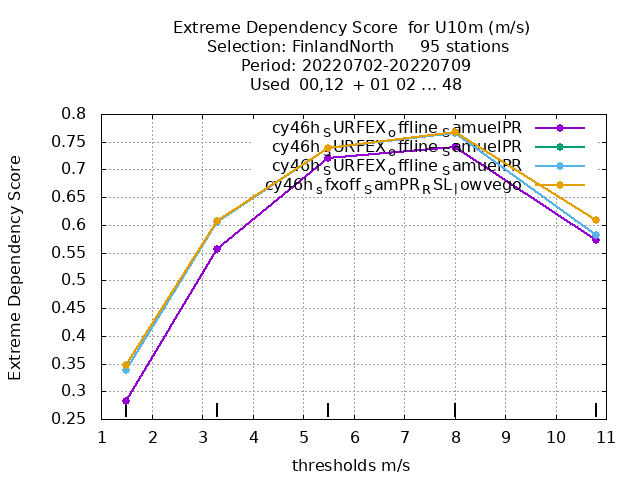 Extreme Dependency Score  for U10m (m/s)
Selection: FinlandNorth     95 stations
Period: 20220702-20220709
Used  00,12  + 01 02 ... 48
cy46h_SURFEX_offline_SamuelPR
cy46h_SURFEX_offline_SamuelPR
cy46h_SURFEX_offline_SamuelPR
cy46h_sfxoff_SamPR_RSL_lowvego
Extreme Dependency Score
0.8
0.75
0.7
0.65
0.6
0.55
0.5
0.45
0.4
0.35
0.3
0.25
1 2 3 4 5 6 7 8 9 10 11
thresholds m/s